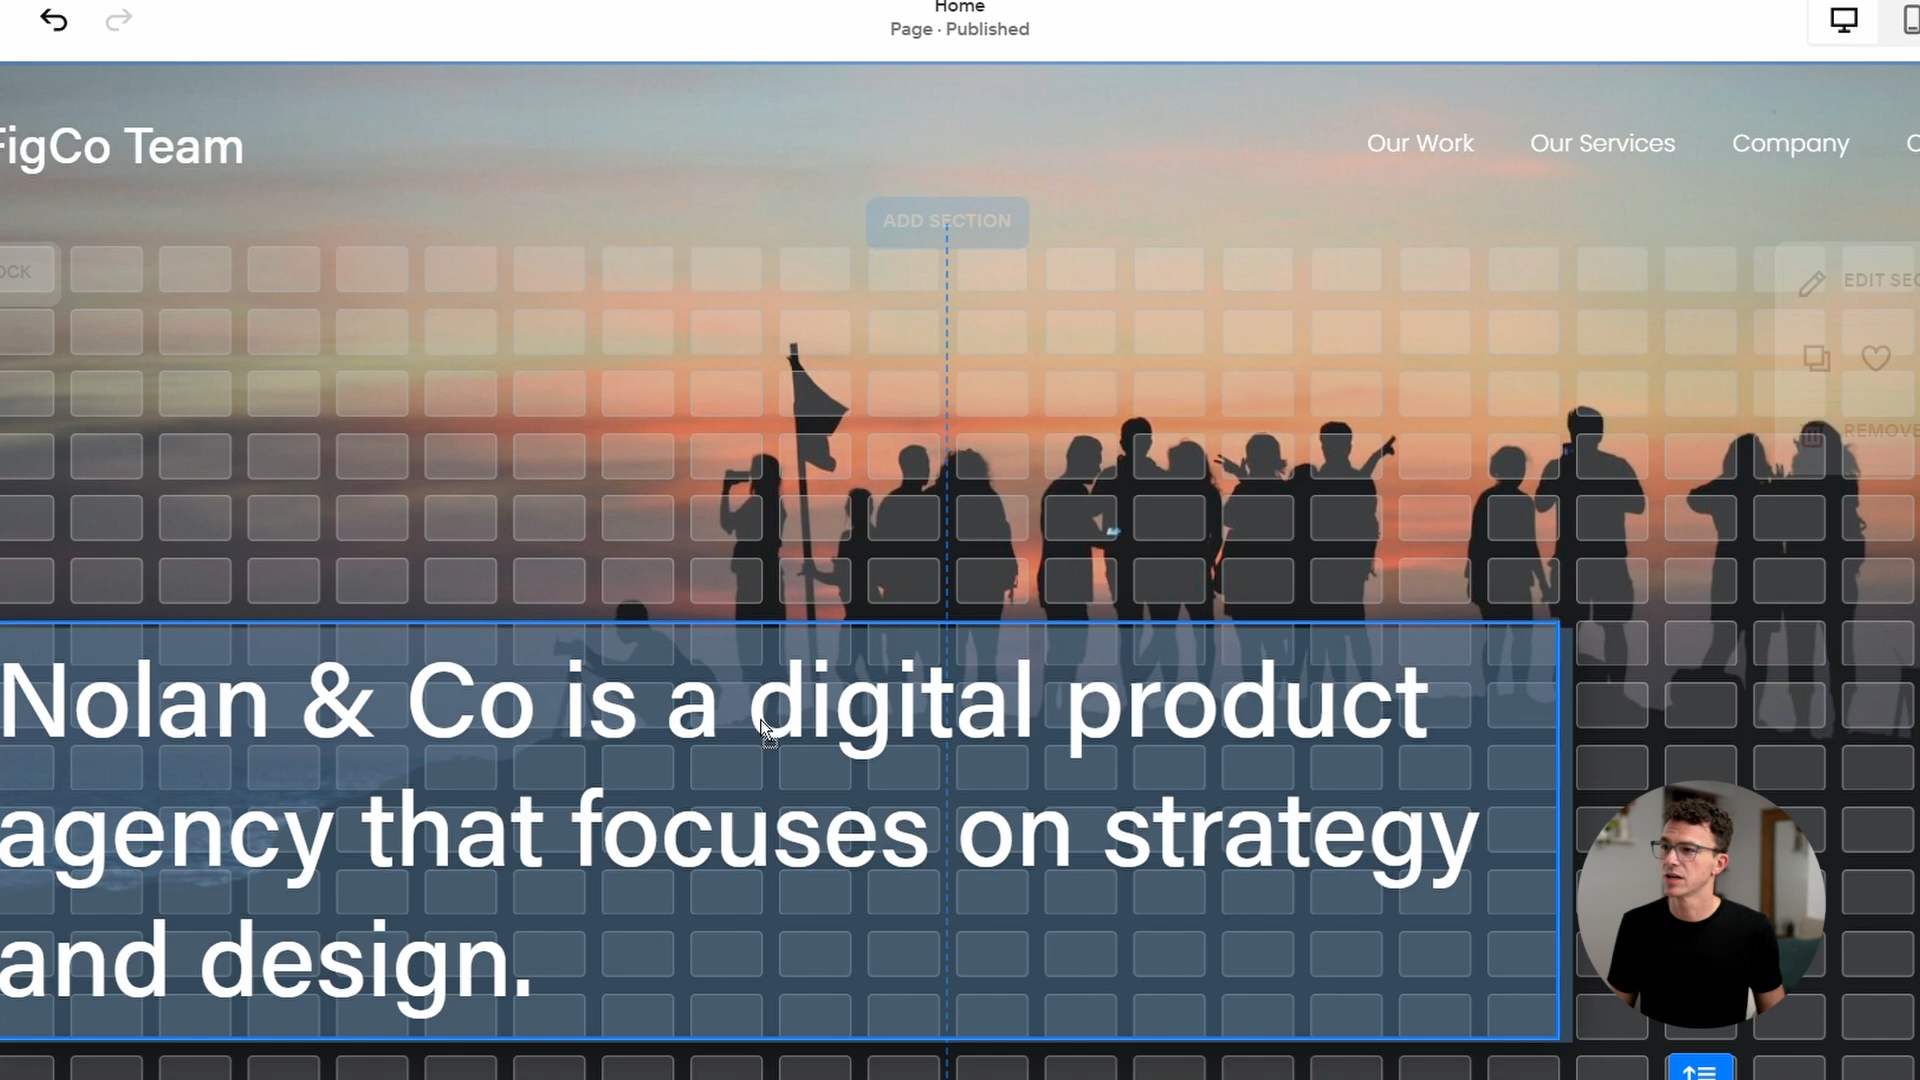 Home
Page · Published
FigCo Team
Our Work
Our Services
Company
ADD SECTION
EDIT SEC
REMOVE
Nolan & Co is a digital product
agency that focuses on strategy
and design.